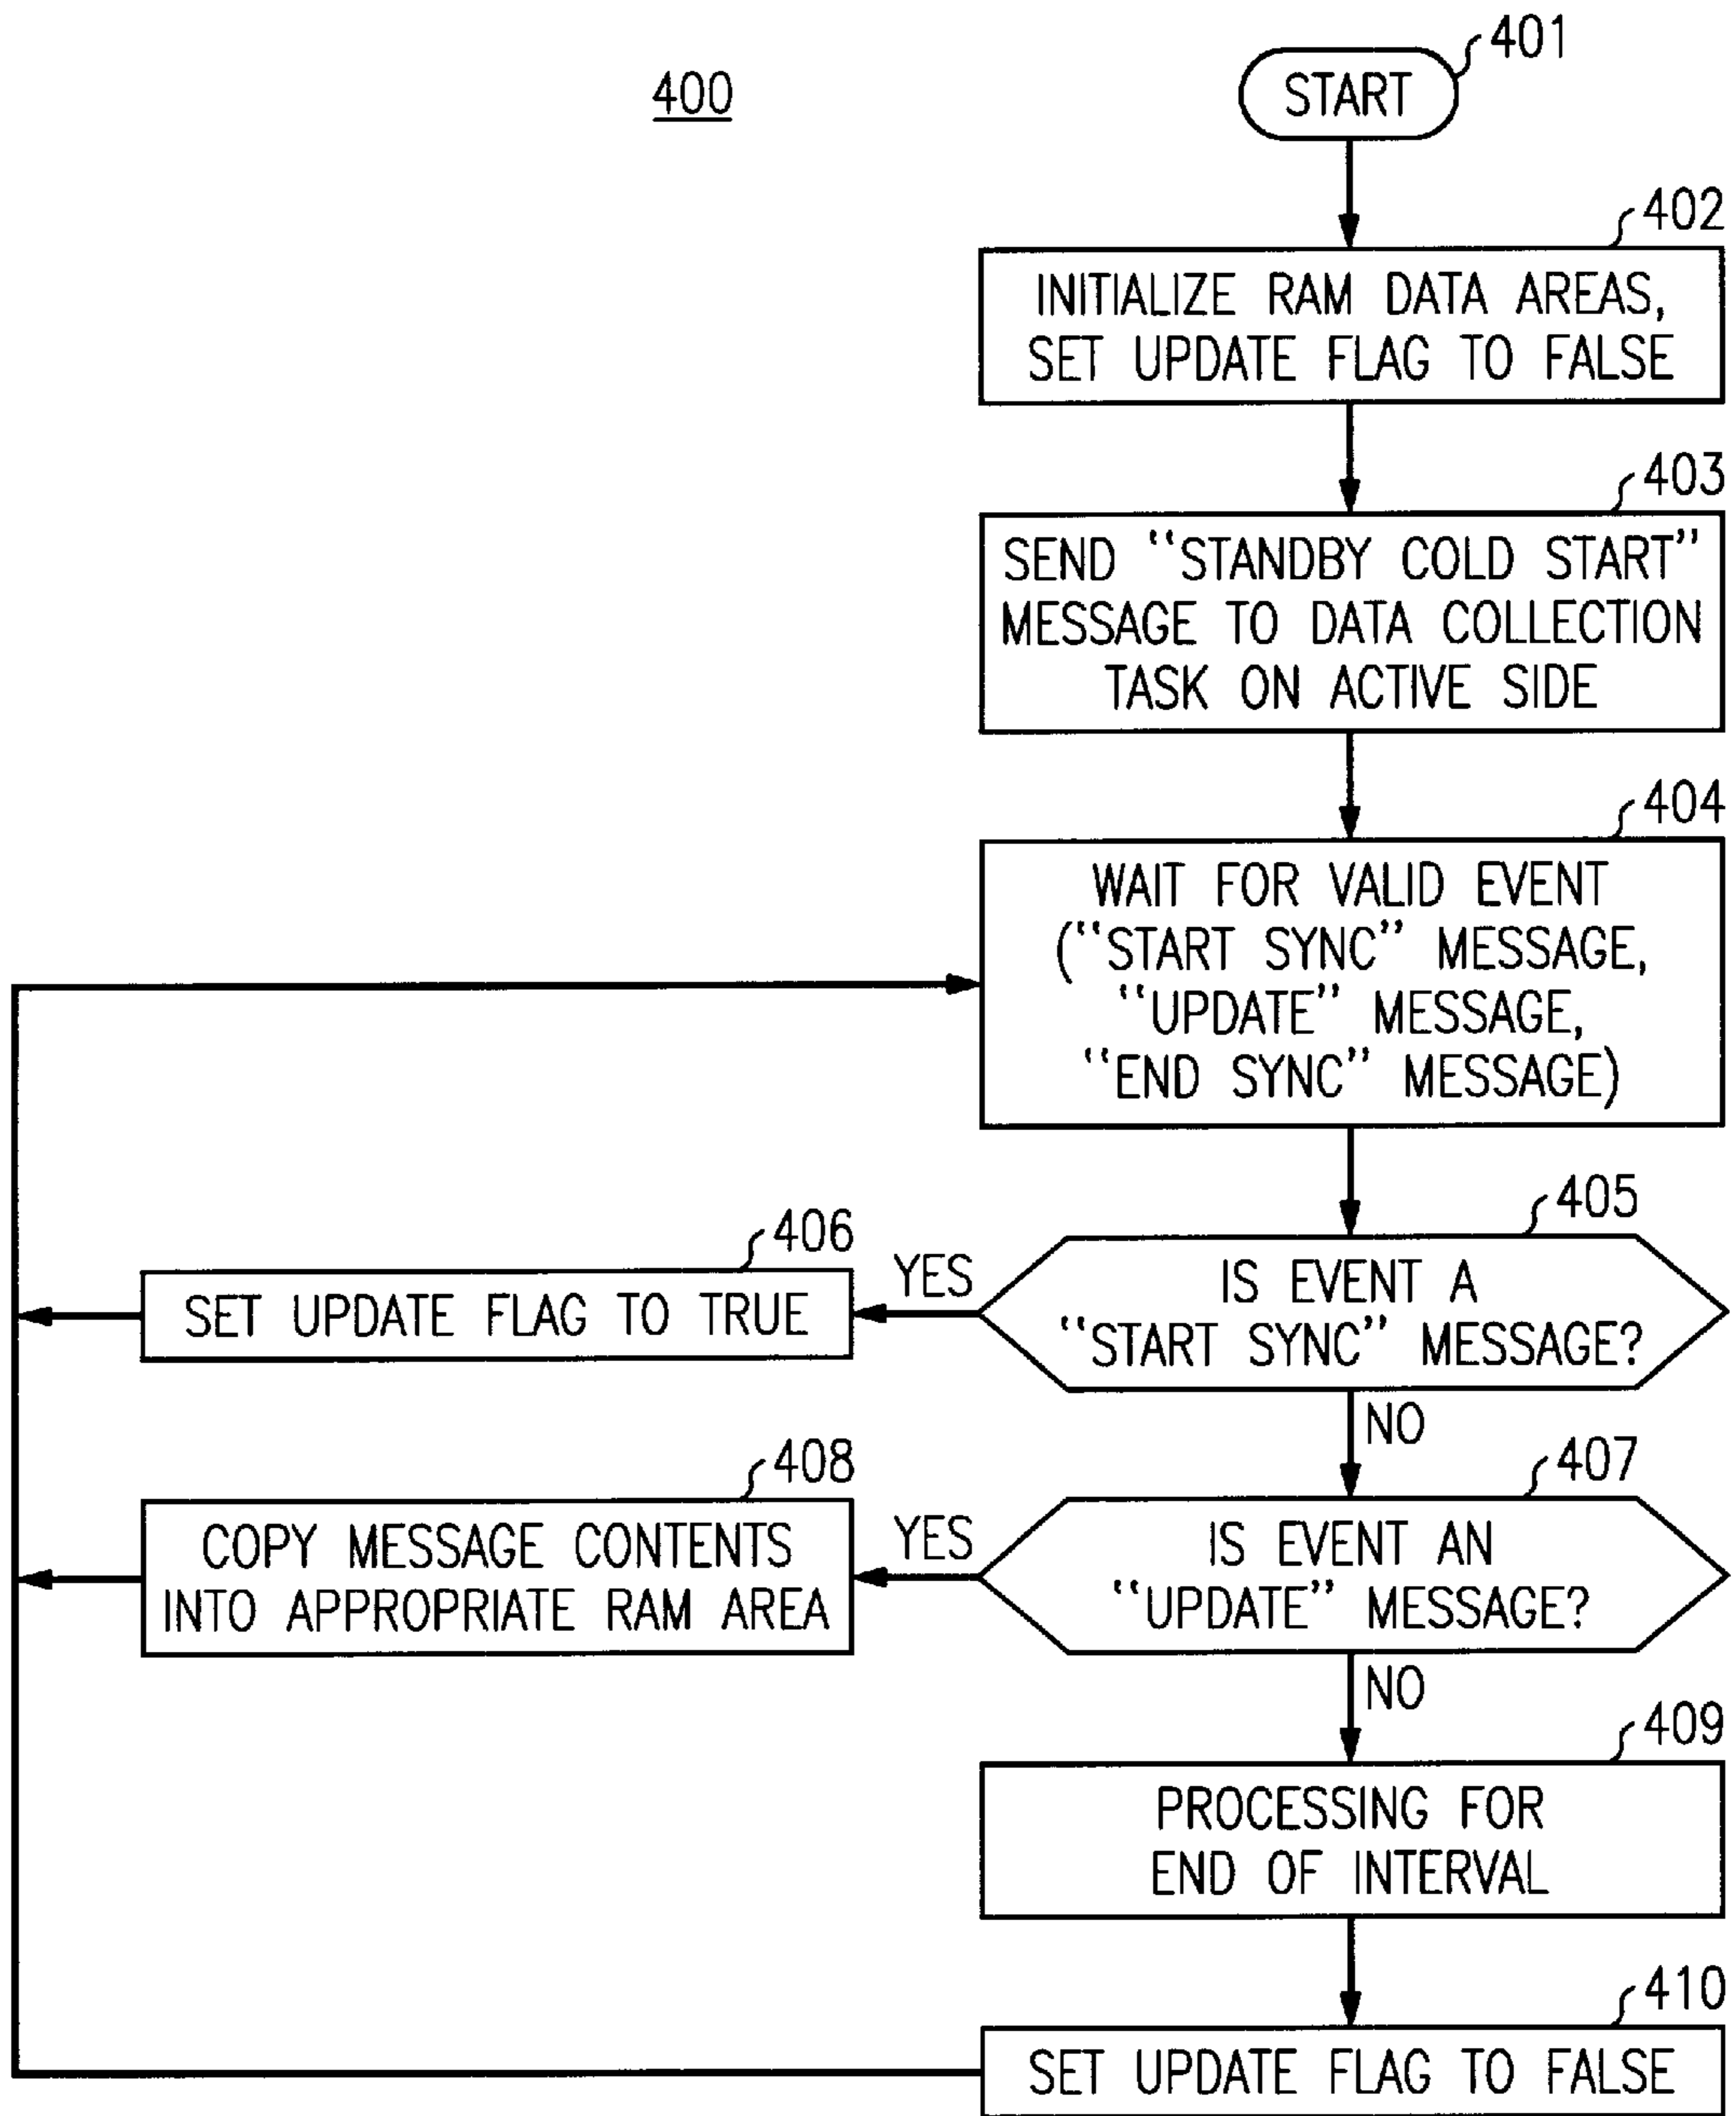 400
401
START
402
INITIALIZE RAM DATA AREAS,
SET UPDATE FLAG TO FALSE
403
SEND “STANDBY COLD START”
MESSAGE TO DATA COLLECTION
TASK ON ACTIVE SIDE
404
WAIT FOR VALID EVENT
(“START SYNC” MESSAGE,
“UPDATE” MESSAGE,
“END SYNC” MESSAGE)
405
IS EVENT A
“START SYNC” MESSAGE?
YES
406
SET UPDATE FLAG TO TRUE
NO
407
IS EVENT AN
“UPDATE” MESSAGE?
YES
408
COPY MESSAGE CONTENTS
INTO APPROPRIATE RAM AREA
NO
409
PROCESSING FOR
END OF INTERVAL
410
SET UPDATE FLAG TO FALSE